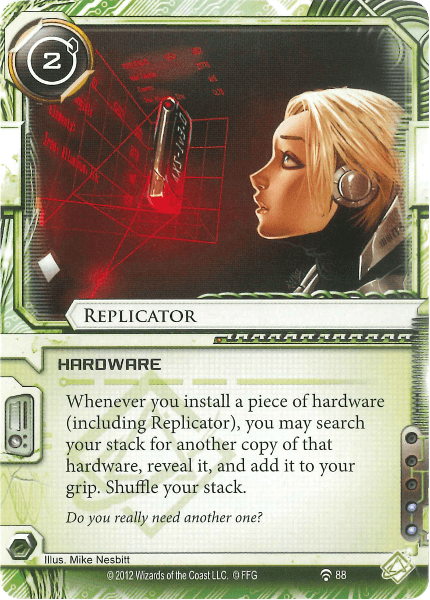 2
REPLICATOR
HARDWARE
Whenever you install a piece of hardware
(including Replicator), you may search
your stack for another copy of that
hardware, reveal it, and add it to your
grip. Shuffle your stack.
Do you really need another one?
Illus. Mike Nesbitt
© 2012 Wizards of the Coast LLC. © FFG
88